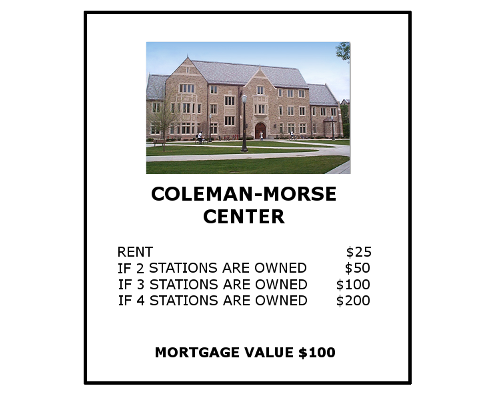 COLEMAN-MORSE
CENTER
RENT $25
IF 2 STATIONS ARE OWNED $50
IF 3 STATIONS ARE OWNED $100
IF 4 STATIONS ARE OWNED $200
MORTGAGE VALUE $100